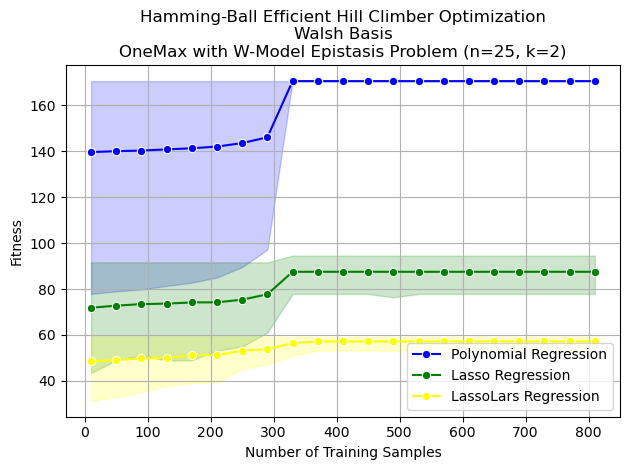 Hamming-Ball Efficient Hill Climber Optimization
Walsh Basis
OneMax with W-Model Epistasis Problem (n=25, k=2)
Fitness
160
140
120
100
80
60
40
Polynomial Regression
Lasso Regression
LassoLars Regression
0 100 200 300 400 500 600 700 800
Number of Training Samples